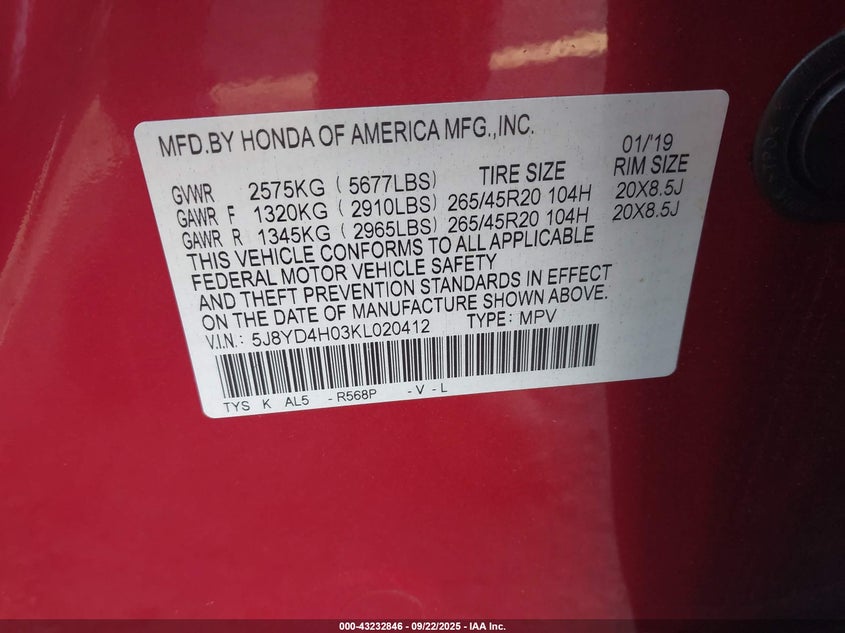 MFD.BY HONDA OF AMERICA MFG.,INC.
01/'19
TIRE SIZE RIM SIZE
GVWR 2575KG ( 5677LBS)
GAWR F 1320KG ( 2910LBS) 265/45R20 104H 20X8.5J
GAWR R 1345KG ( 2965LBS) 265/45R20 104H 20X8.5J
THIS VEHICLE CONFORMS TO ALL APPLICABLE
FEDERAL MOTOR VEHICLE SAFETY
AND THEFT PREVENTION STANDARDS IN EFFECT
ON THE DATE OF MANUFACTURE SHOWN ABOVE.
V.I.N.: 5J8YD4H03KL020412 TYPE: MPV
TYS K AL5 - R568P - V - L
000-43232846 - 09/22/2025 - IAA Inc.